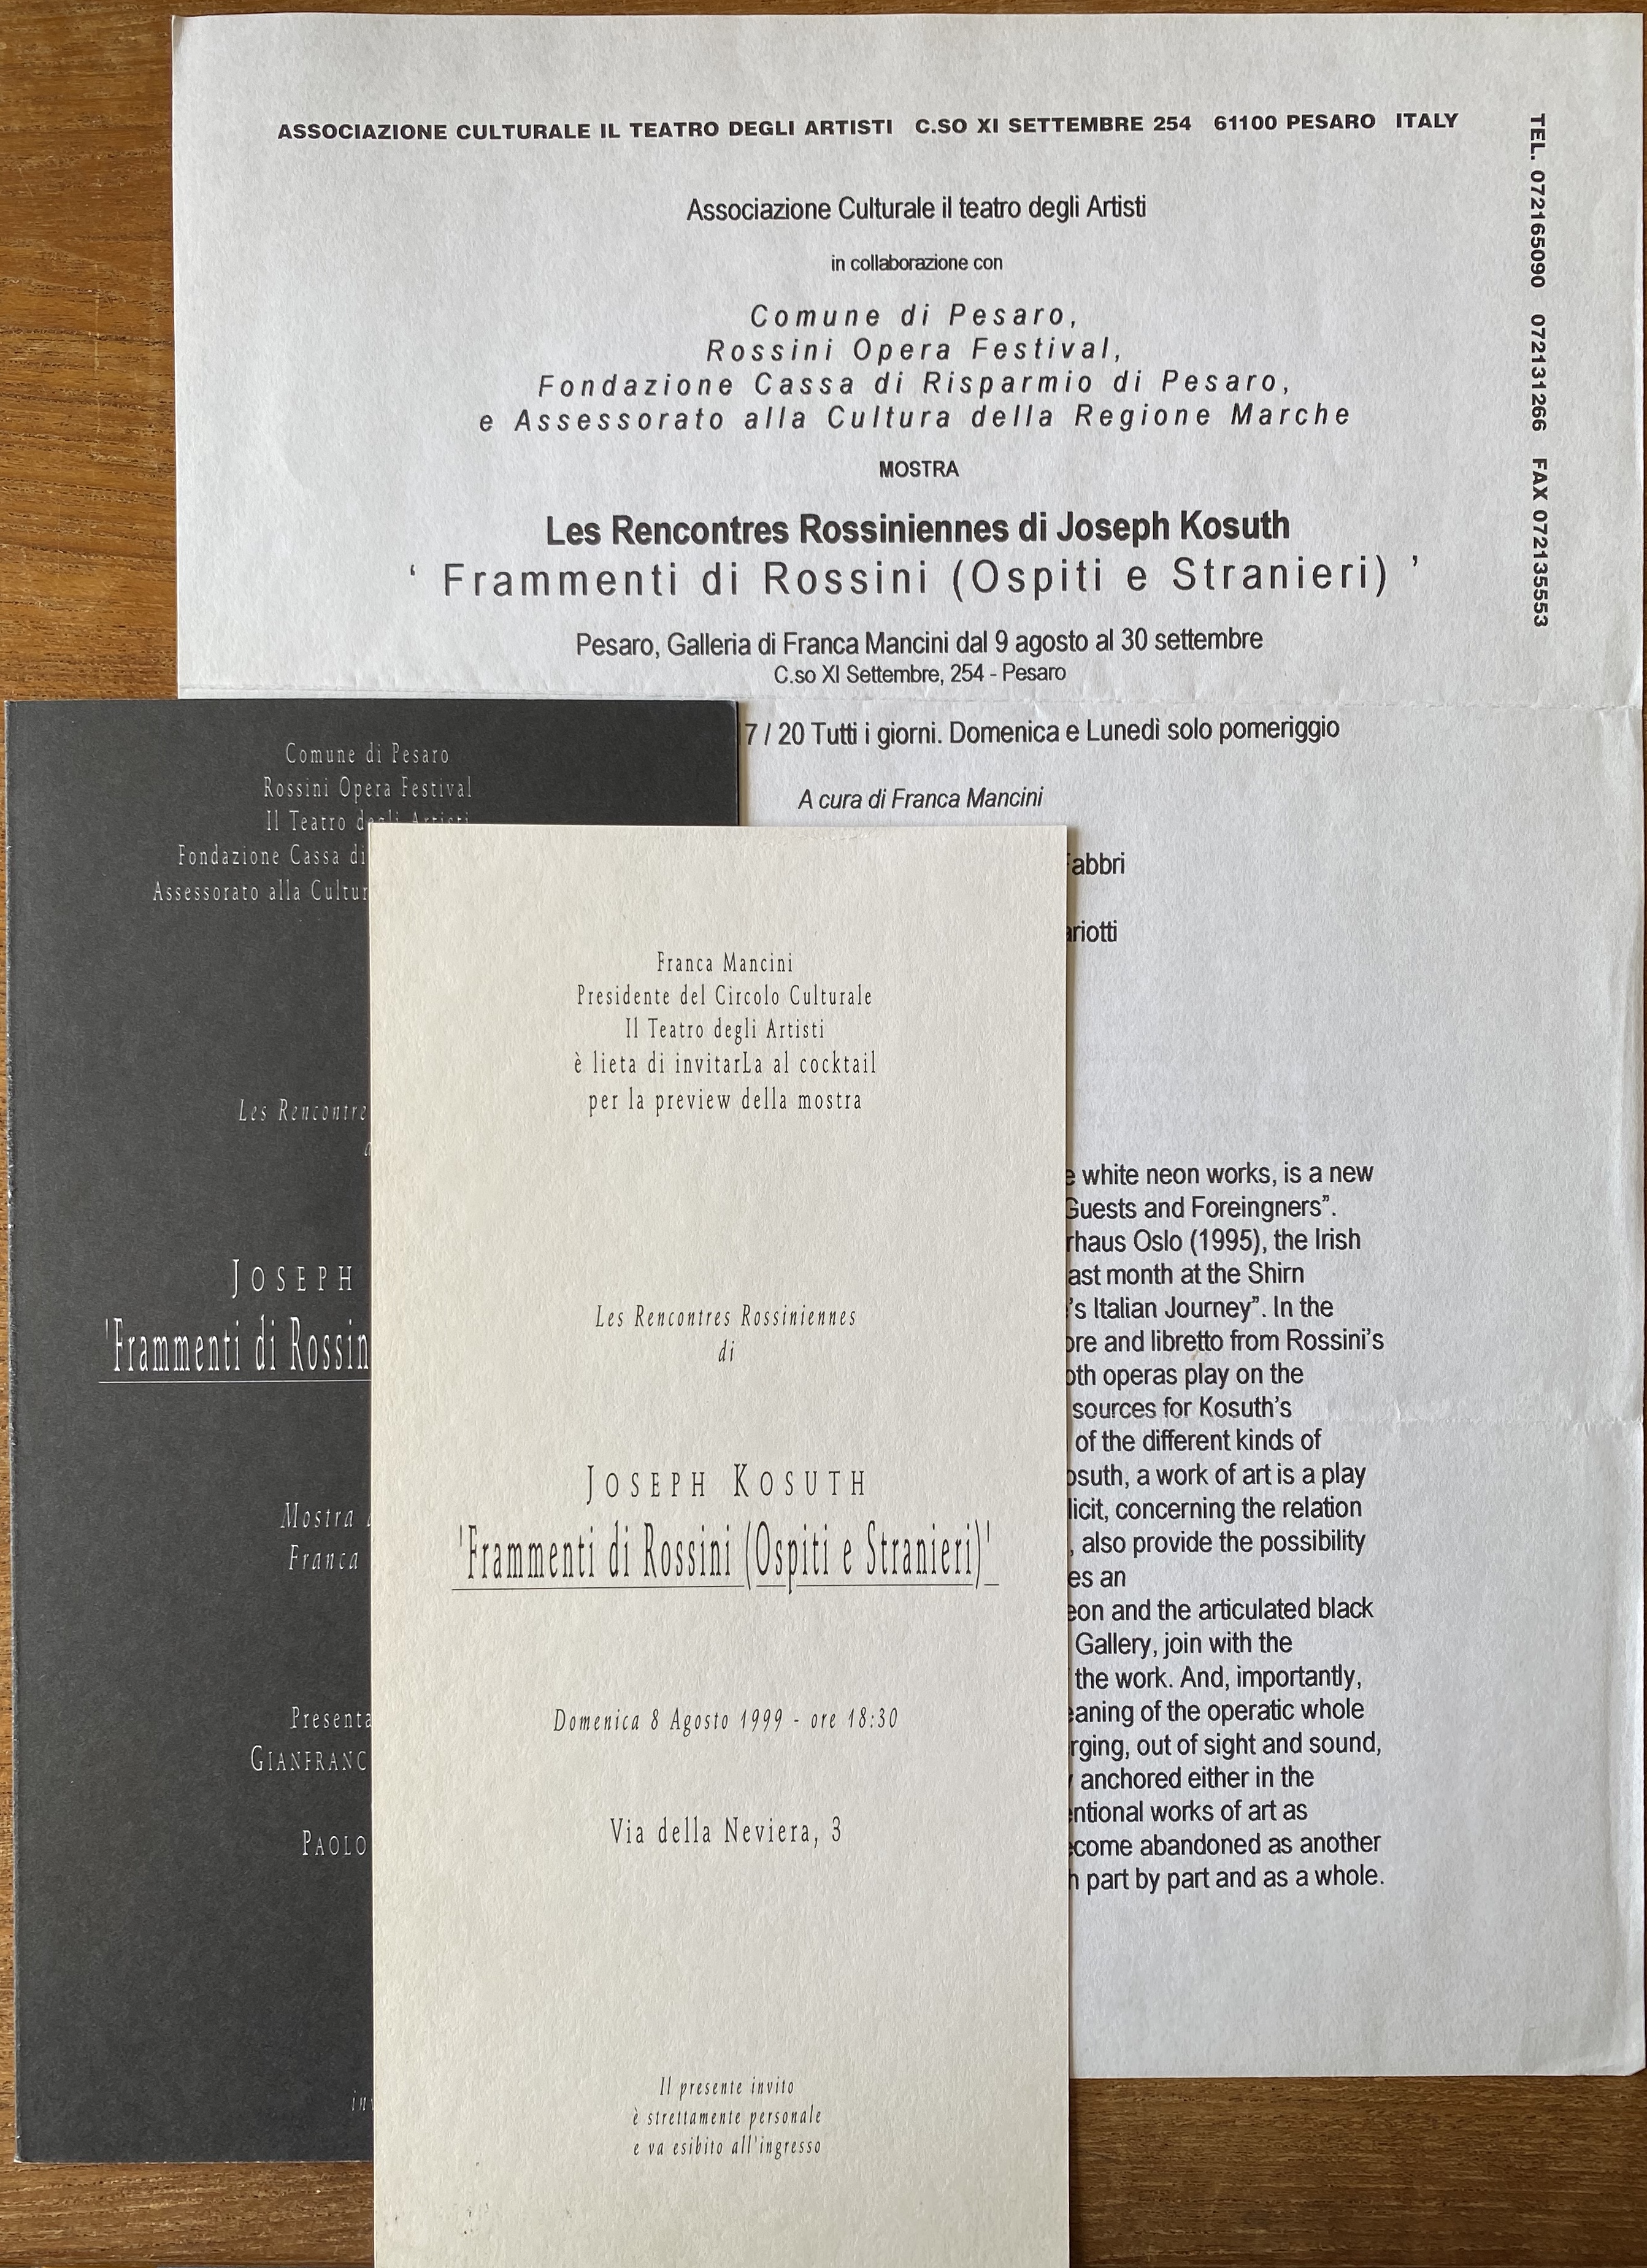 ASSOCIAZIONE CULTURALE IL TEATRO DEGLI ARTISTI C.SO XI SETTEMBRE 254 61100 PESARO ITALY
TEL. 072165090 072131266 FAX 072135553
Associazione Culturale il teatro degli Artisti
in collaborazione con
Comune di Pesaro,
Rossini Opera Festival,
Fondazione Cassa di Risparmio di Pesaro,
e Assessorato alla Cultura della Regione Marche
MOSTRA
Les Rencontres Rossiniennes di Joseph Kosuth
‘ Frammenti di Rossini (Ospiti e Stranieri) ’
Pesaro, Galleria di Franca Mancini dal 9 agosto al 30 settembre
C.so XI Settembre, 254 - Pesaro
7 / 20 Tutti i giorni. Domenica e Lunedì solo pomeriggio
A cura di Franca Mancini
abbri
ariotti
white neon works, is a new
Guests and Foreingners”.
rhaus Oslo (1995), the Irish
ast month at the Shirn
’s Italian Journey”. In the
ore and libretto from Rossini’s
oth operas play on the
sources for Kosuth’s
of the different kinds of
osuth, a work of art is a play
licit, concerning the relation
, also provide the possibility
es an
eon and the articulated black
Gallery, join with the
the work. And, importantly,
eaning of the operatic whole
rging, out of sight and sound,
anchored either in the
entional works of art as
ecome abandoned as another
part by part and as a whole.
Comune di Pesaro
Rossini Opera Festival
Il Teatro degli Artisti
Fondazione Cassa di
Assessorato alla Cultur
Les Rencontre
JOSEPH
'Frammenti di Rossin
Mostra
Franca
Presenta
GIANFRANC
PAOLO
inv
Franca Mancini
Presidente del Circolo Culturale
Il Teatro degli Artisti
è lieta di invitarLa al cocktail
per la preview della mostra
Les Rencontres Rossiniennes
di
JOSEPH KOSUTH
'Frammenti di Rossini (Ospiti e Stranieri)'
Domenica 8 Agosto 1999 - ore 18:30
Via della Neviera, 3
Il presente invito
è strettamente personale
e va esibito all'ingresso